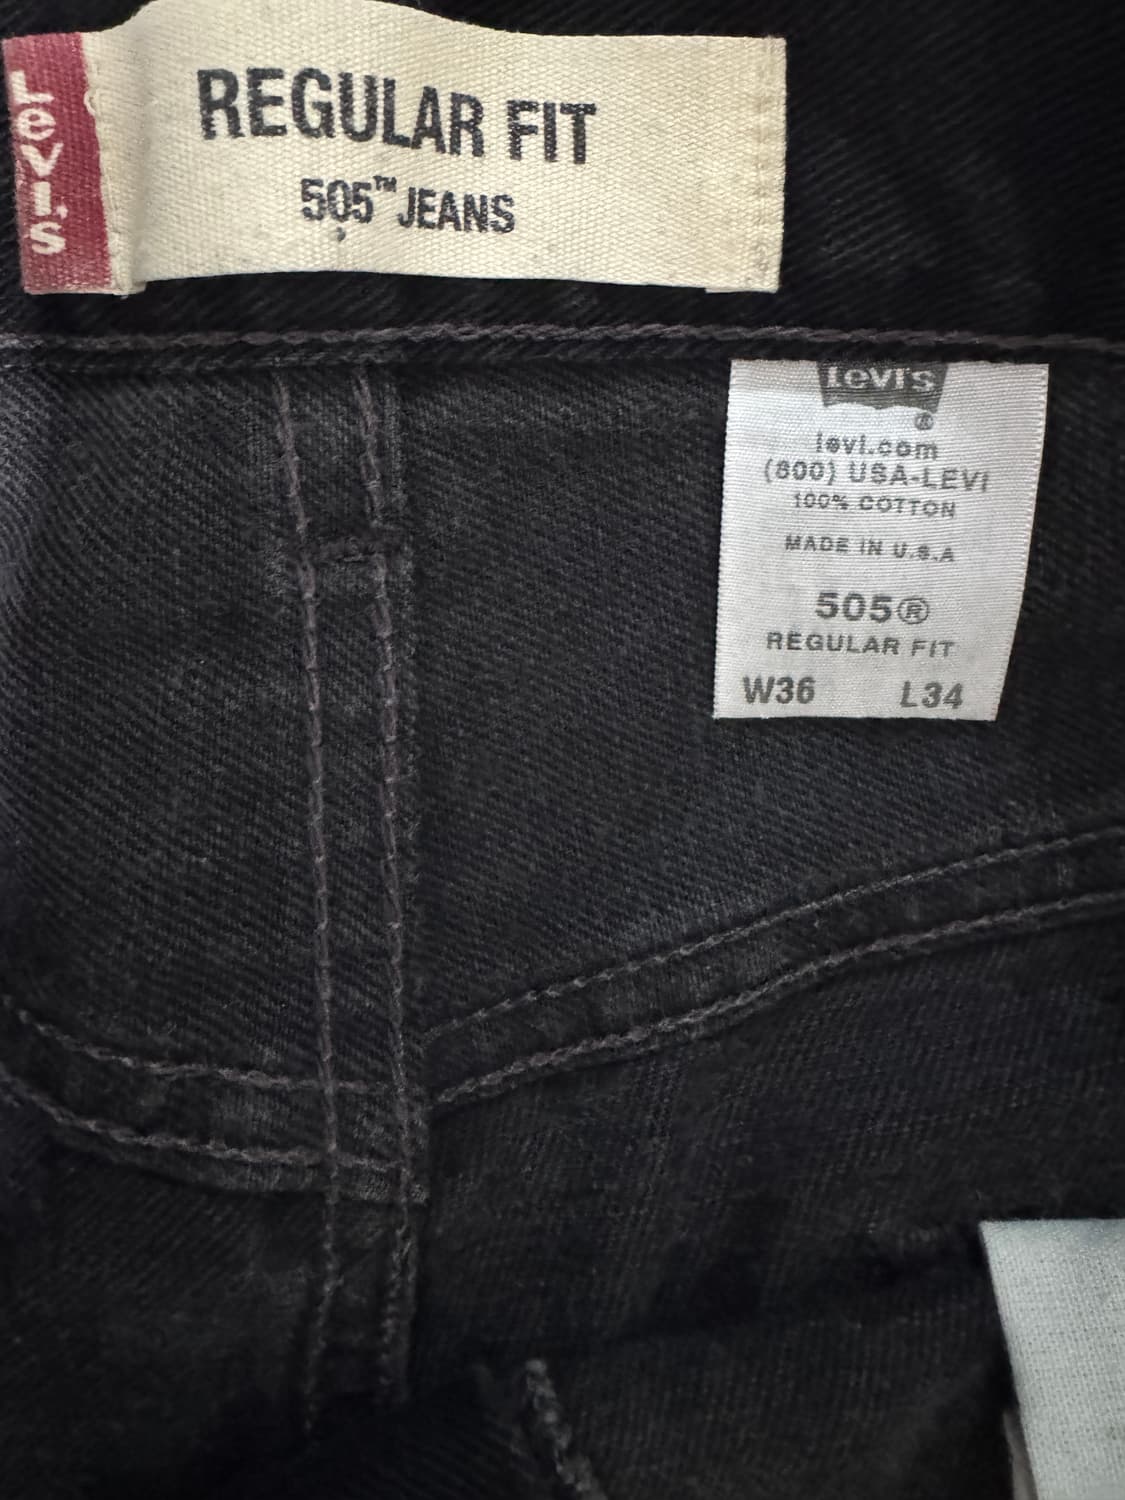 Levi's
REGULAR FIT
505™ JEANS
Levi's
®
levi.com
(800) USA-LEVI
100% COTTON
MADE IN U.S.A
505®
REGULAR FIT
W36 L34